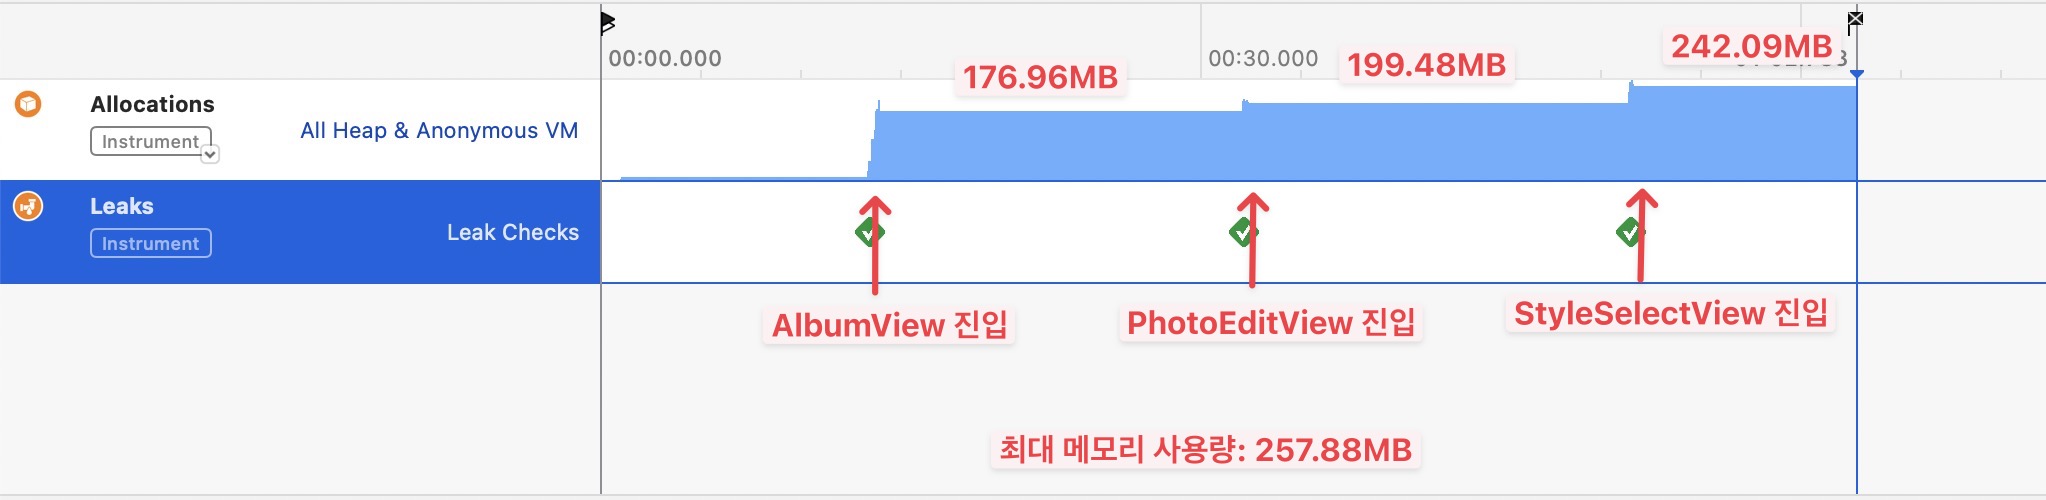 00:00.000
00:30.000
176.96MB
199.48MB
242.09MB
Allocations
Instrument
All Heap & Anonymous VM
Leaks
Instrument
Leak Checks
AlbumView 진입
PhotoEditView 진입
StyleSelectView 진입
최대 메모리 사용량: 257.88MB